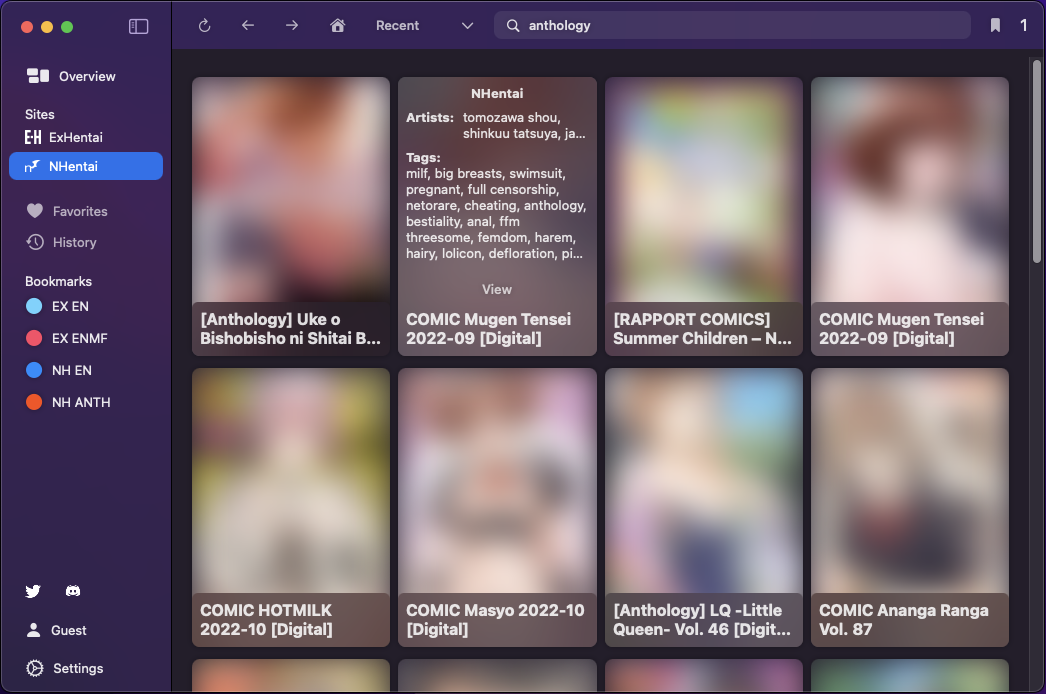 Recent
anthology
1
Overview
Sites
ExHentai
NHentai
Favorites
History
Bookmarks
EX EN
EX ENMF
NH EN
NH ANTH
Guest
Settings
[Anthology] Uke o
Bishobisho ni Shitai B...
NHentai
Artists: tomozawa shou,
shinkuu tatsuya, ja...
Tags:
milf, big breasts, swimsuit,
pregnant, full censorship,
netorare, cheating, anthology,
bestiality, anal, ffm
threesome, femdom, harem,
hairy, lolicon, defloration, pi...
View
COMIC Mugen Tensei
2022-09 [Digital]
[RAPPORT COMICS]
Summer Children – N...
COMIC Mugen Tensei
2022-09 [Digital]
COMIC HOTMILK
2022-10 [Digital]
COMIC Masyo 2022-10
[Digital]
[Anthology] LQ -Little
Queen- Vol. 46 [Digit...
COMIC Ananga Ranga
Vol. 87